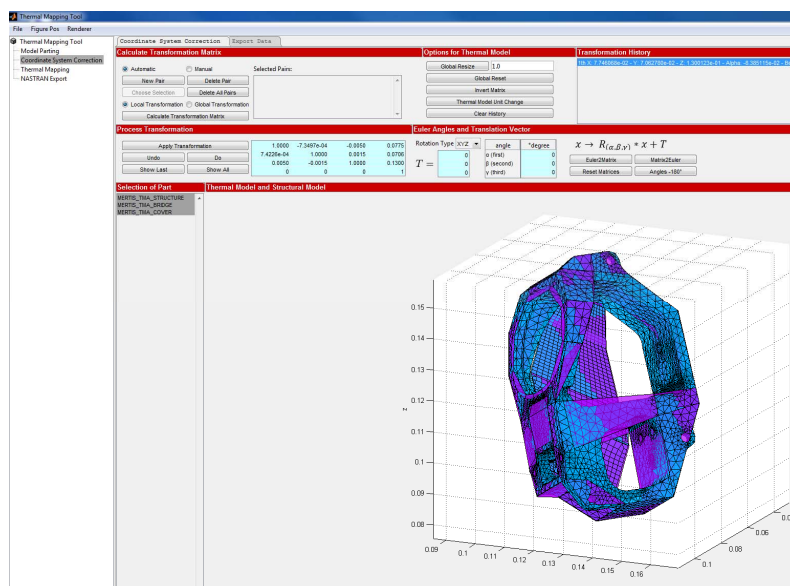 Thermal Mapping Tool
File Figure Pos Renderer
Thermal Mapping Tool
Model Parting
Coordinate System Correction
Thermal Mapping
NASTRAN Export
Coordinate System Correction Export Data
Calculate Transformation Matrix
Automatic Manual Selected Pairs:
New Pair Delete Pair
Choose Selection Delete All Pairs
Local Transformation Global Transformation
Calculate Transformation Matrix
Options for Thermal Model
Global Resize 1.0
Global Reset
Invert Matrix
Thermal Model Unit Change
Clear History
Transformation History
Process Transformation
Apply Transformation
Undo Do
Show Last Show All
1.0000 -7.3497e-04 -0.0050 0.0775
7.4226e-04 1.0000 0.0015 0.0706
0.0050 -0.0015 1.0000 0.1300
0 0 0 1
Euler Angles and Translation Vector
Rotation Type XYZ angle °degree
T = 0 α (first) 0
0 β (second) 0
0 γ (third) 0
x → R(α,β,γ) * x + T
Euler2Matrix Matrix2Euler
Reset Matrices Angles -180°
Selection of Part
MERTIS_TMA_STRUCTURE
MERTIS_TMA_BRIDGE
MERTIS_TMA_COVER
Thermal Model and Structural Model
0.15
0.14
0.13
0.12
z
0.11
0.1
0.09
0.08
0.09 0.1 0.11 0.12 0.13 0.14 0.15 0.16
0.1 0.08 0.06